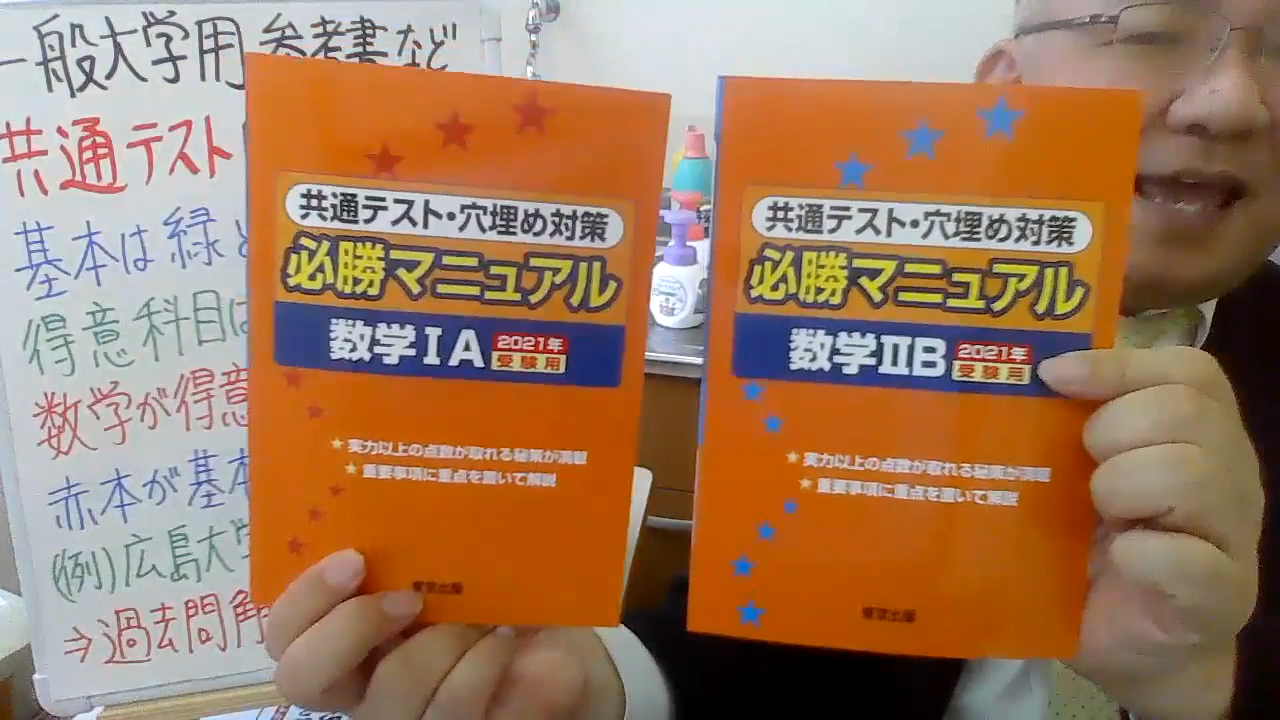 一般大学用 参考書など
共通テスト
基本は緑と
得意科目は
数学が得意
赤本が基本
(例)広島大学
⇒過去問解
共通テスト・穴埋め対策
必勝マニュアル
数学ⅠA 2021年 受験用
★実力以上の点数が取れる秘策が満載
★重要事項に重点を置いて解説
東京出版
共通テスト・穴埋め対策
必勝マニュアル
数学ⅡB 2021年 受験用
★実力以上の点数が取れる秘策が満載
★重要事項に重点を置いて解説
東京出版